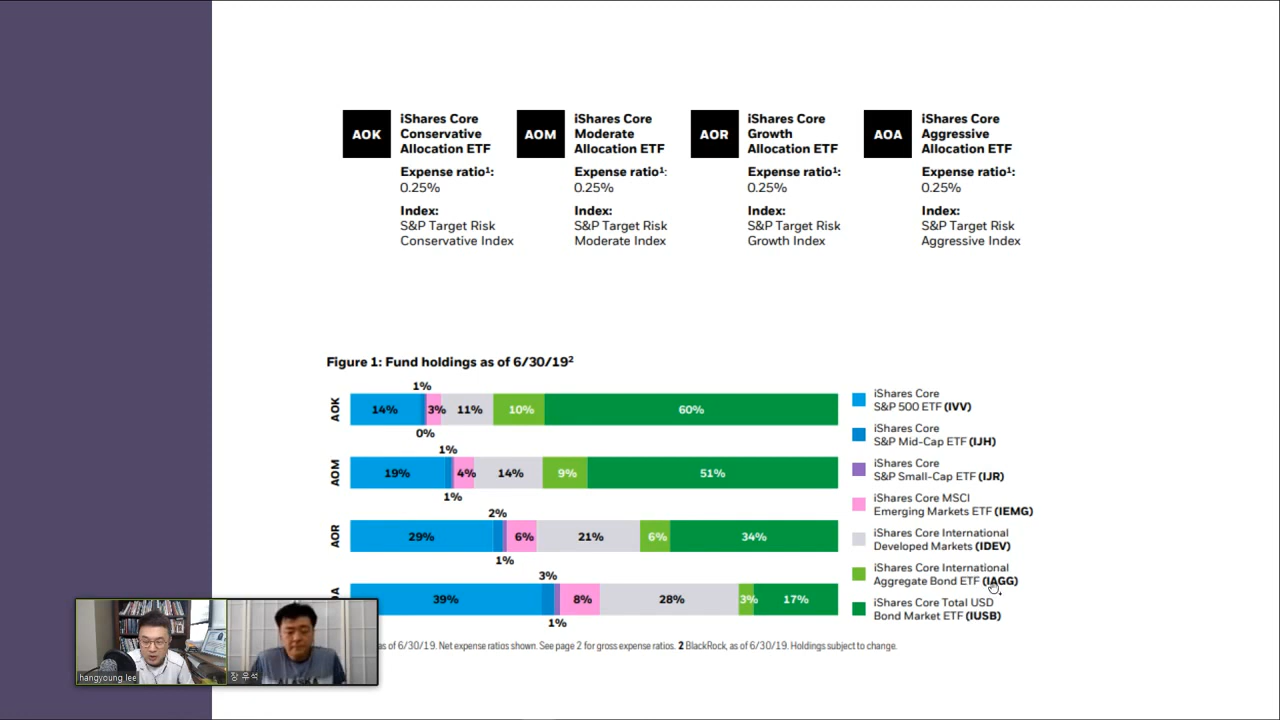 AOK
iShares Core
Conservative
Allocation ETF
Expense ratio¹:
0.25%
Index:
S&P Target Risk
Conservative Index
AOM
iShares Core
Moderate
Allocation ETF
Expense ratio¹:
0.25%
Index:
S&P Target Risk
Moderate Index
AOR
iShares Core
Growth
Allocation ETF
Expense ratio¹:
0.25%
Index:
S&P Target Risk
Growth Index
AOA
iShares Core
Aggressive
Allocation ETF
Expense ratio¹:
0.25%
Index:
S&P Target Risk
Aggressive Index
Figure 1: Fund holdings as of 6/30/19²
1%
AOK 14% 3% 11% 10% 60%
0%
1%
AOM 19% 4% 14% 9% 51%
1%
2%
AOR 29% 6% 21% 6% 34%
1%
3%
OA 39% 8% 28% 3% 17%
1%
iShares Core
S&P 500 ETF (IVV)
iShares Core
S&P Mid-Cap ETF (IJH)
iShares Core
S&P Small-Cap ETF (IJR)
iShares Core MSCI
Emerging Markets ETF (IEMG)
iShares Core International
Developed Markets (IDEV)
iShares Core International
Aggregate Bond ETF (IAGG)
iShares Core Total USD
Bond Market ETF (IUSB)
as of 6/30/19. Net expense ratios shown. See page 2 for gross expense ratios. 2 BlackRock, as of 6/30/19. Holdings subject to change.
hangyoung lee
장 우석